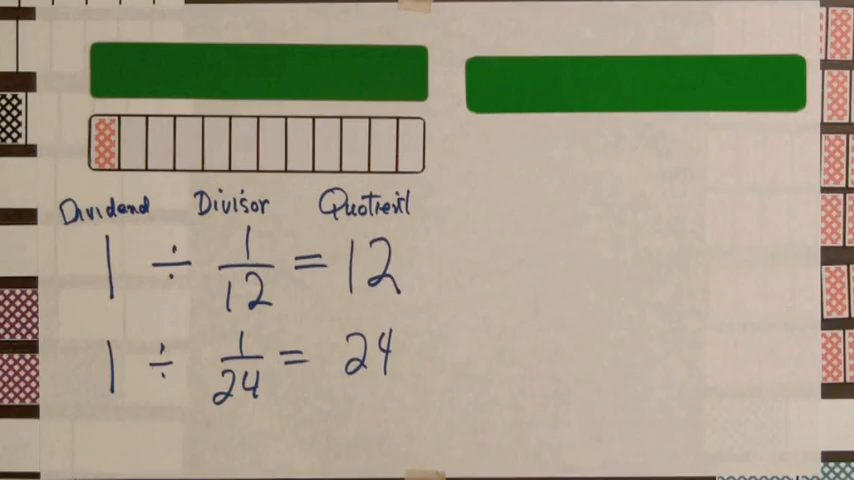 Dividend Divisor Quotient
1 ÷ 1/12 = 12
1 ÷ 1/24 = 24